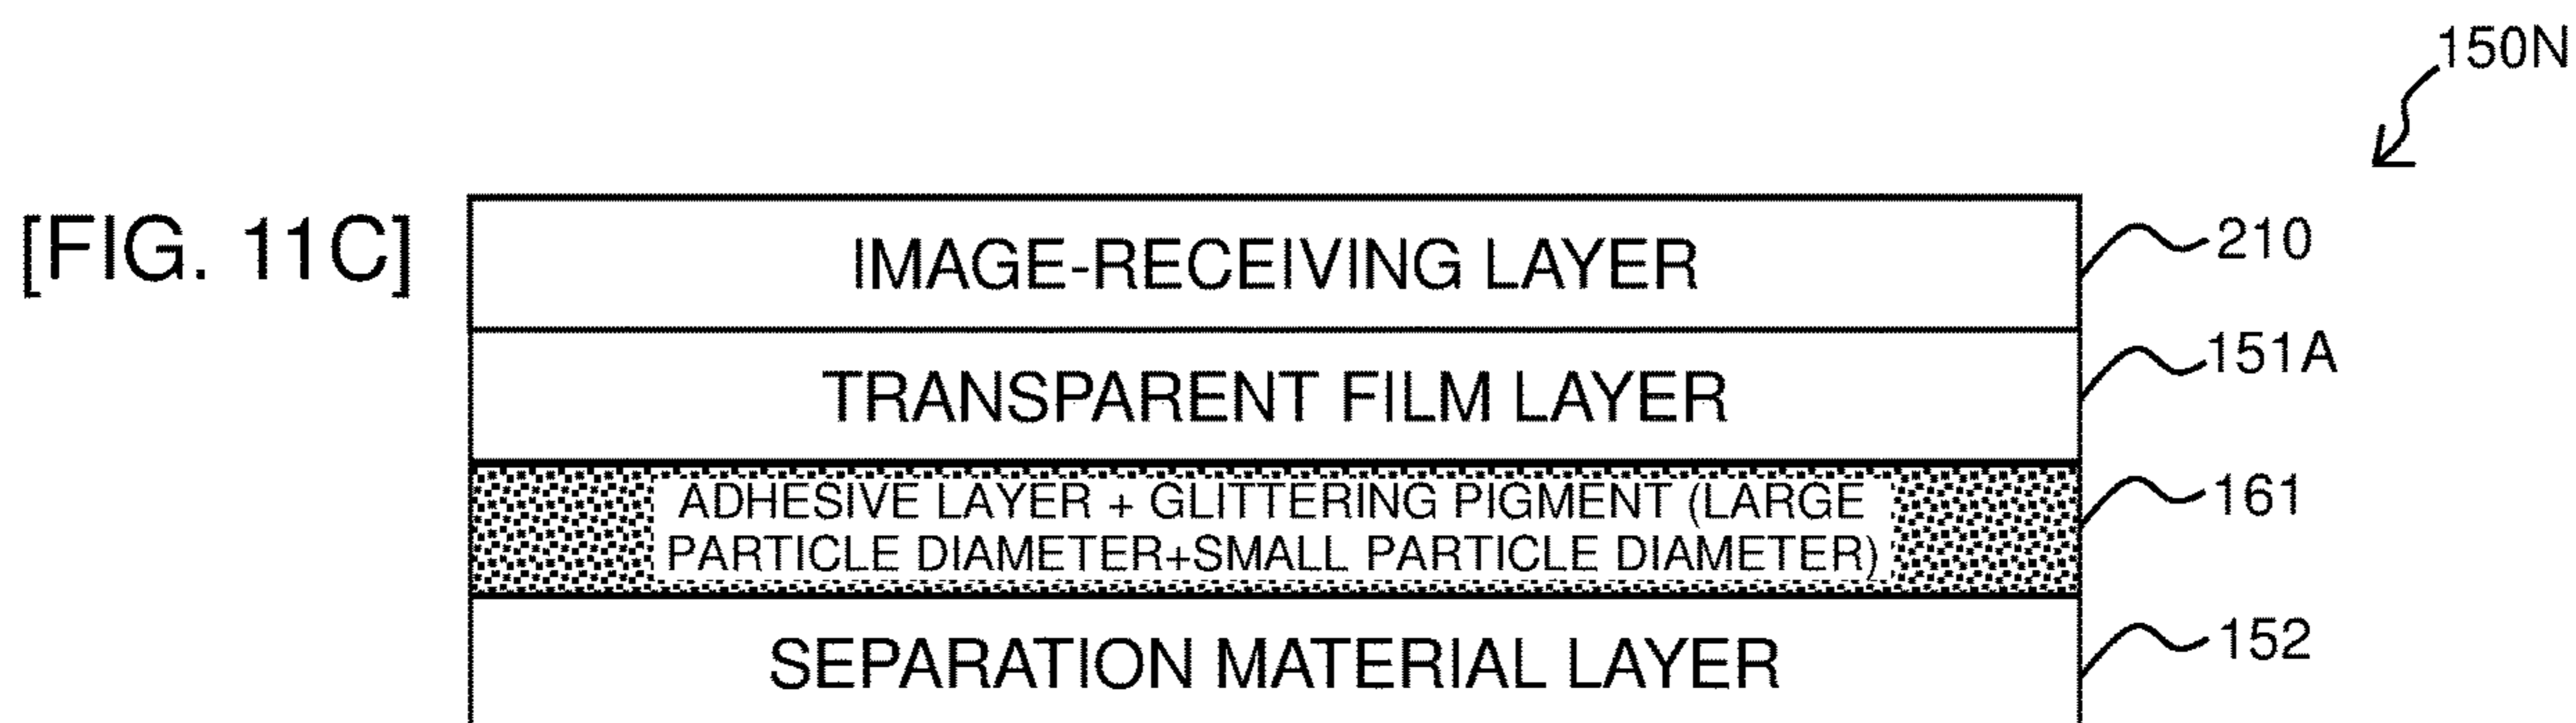 150N
[FIG. 11C]
IMAGE-RECEIVING LAYER
210
TRANSPARENT FILM LAYER
151A
ADHESIVE LAYER + GLITTERING PIGMENT (LARGE
PARTICLE DIAMETER+SMALL PARTICLE DIAMETER)
161
SEPARATION MATERIAL LAYER
152